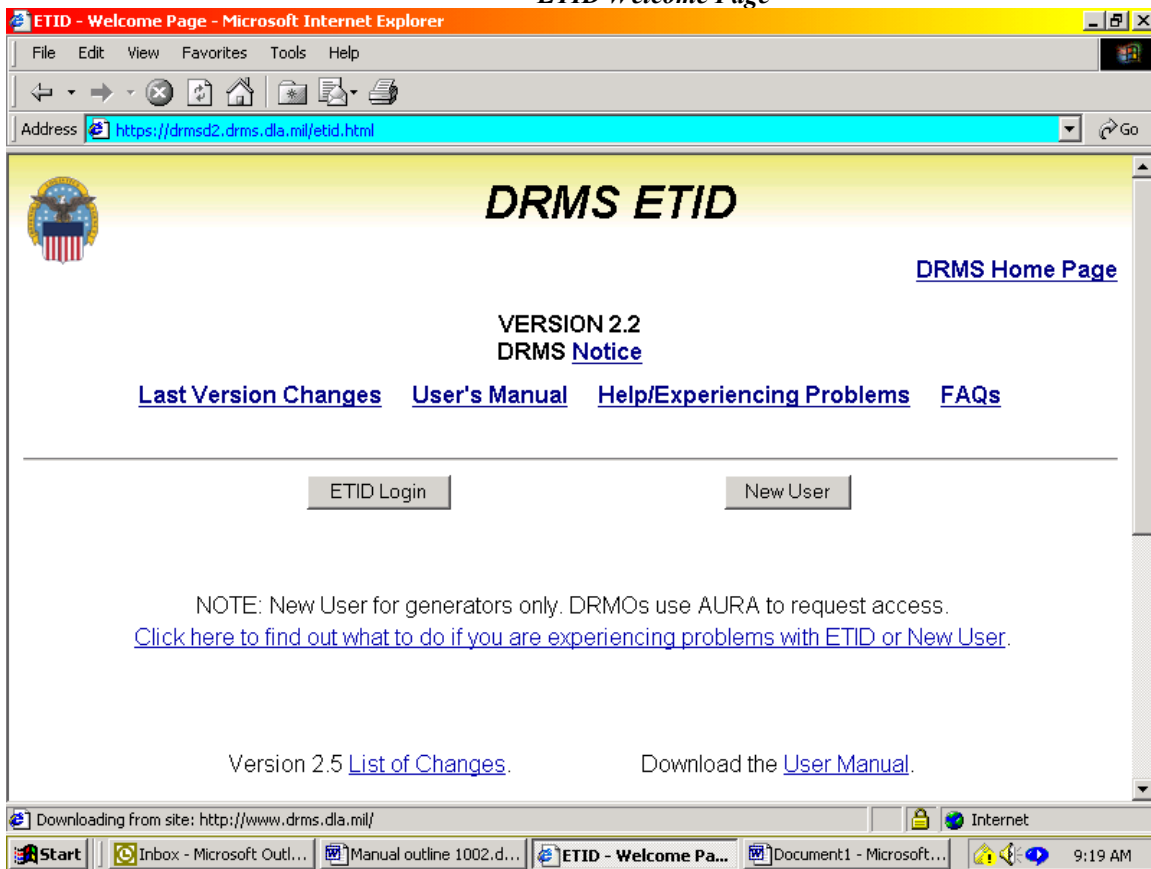 ETID Welcome Page
ETID - Welcome Page - Microsoft Internet Explorer
File Edit View Favorites Tools Help
Address https://drmsd2.drms.dla.mil/etid.html Go
DRMS ETID
DRMS Home Page
VERSION 2.2
DRMS Notice
Last Version Changes User's Manual Help/Experiencing Problems FAQs
ETID Login New User
NOTE: New User for generators only. DRMOs use AURA to request access.
Click here to find out what to do if you are experiencing problems with ETID or New User.
Version 2.5 List of Changes. Download the User Manual.
Downloading from site: http://www.drms.dla.mil/ Internet
Start Inbox - Microsoft Outl... Manual outline 1002.d... ETID - Welcome Pa... Document1 - Microsoft... 9:19 AM